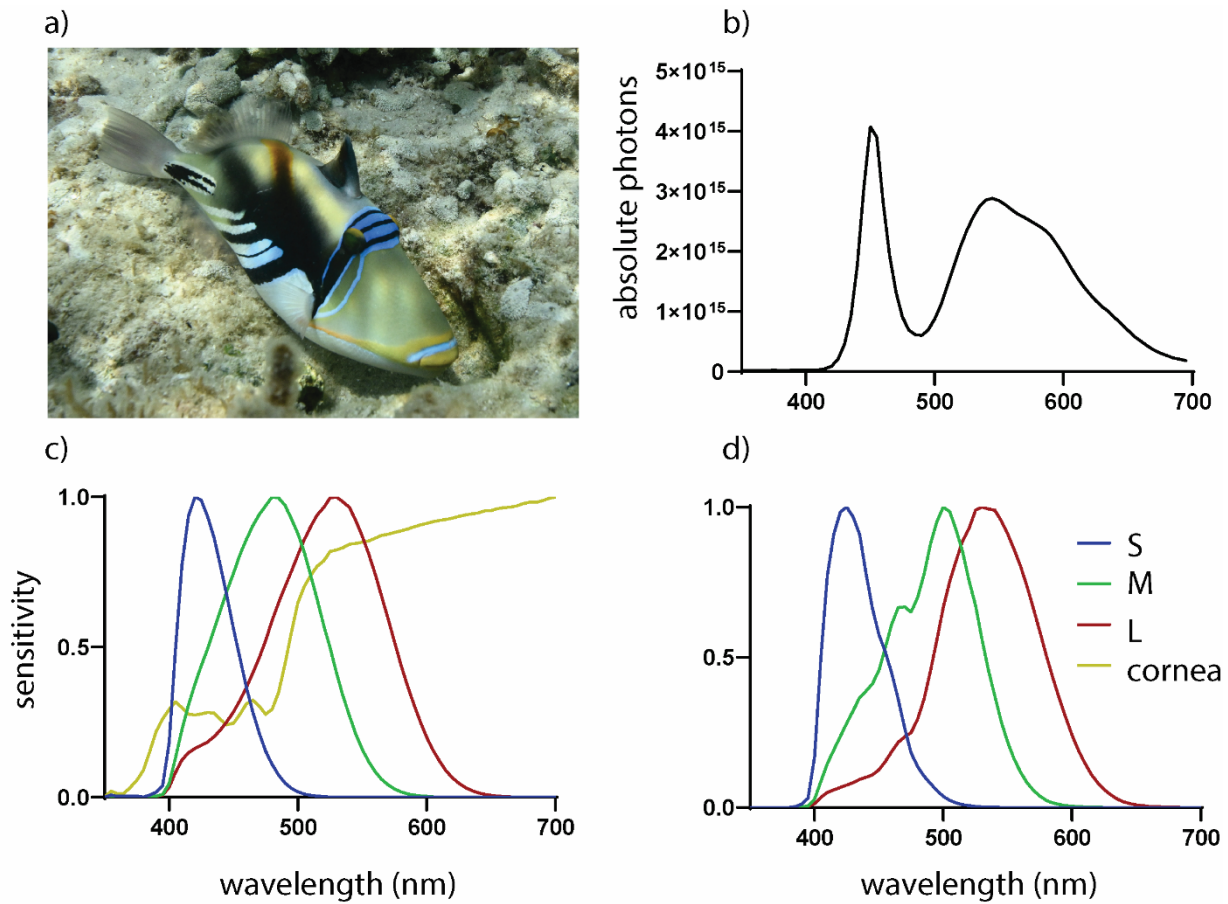 a)
b)
absolute photons
5×10¹⁵
4×10¹⁵
3×10¹⁵
2×10¹⁵
1×10¹⁵
0
400 500 600 700
c)
sensitivity
1.0
0.5
0.0
400 500 600 700
wavelength (nm)
d)
1.0
0.5
0.0
400 500 600 700
S
M
L
cornea
wavelength (nm)